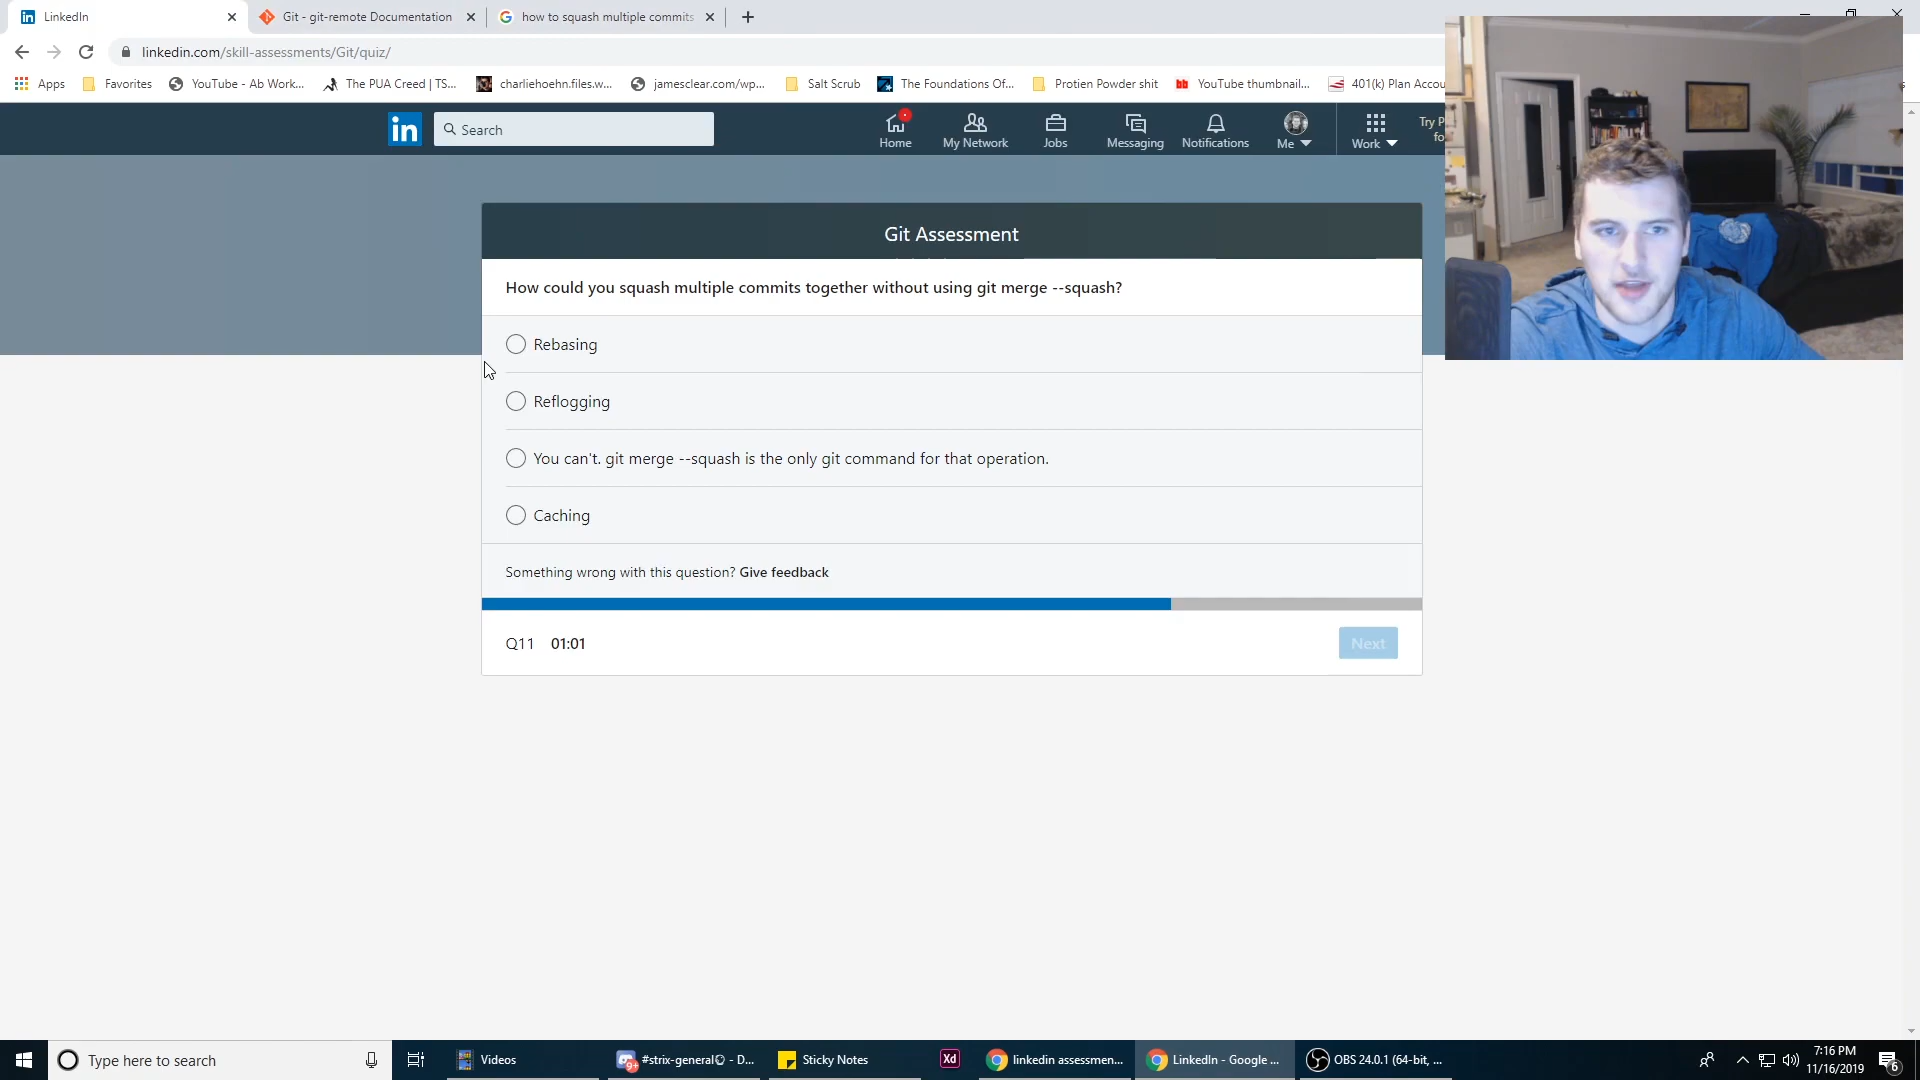 LinkedIn
Git - git-remote Documentation
how to squash multiple commits
linkedin.com/skill-assessments/Git/quiz/
Apps
Favorites
YouTube - Ab Work...
The PUA Creed | TS...
charliehoehn.files.w...
jamesclear.com/wp...
Salt Scrub
The Foundations Of...
Protien Powder shit
YouTube thumbnail...
401(k) Plan Accou
in
Search
Home
My Network
Jobs
Messaging
Notifications
Me
Work
Try P
fo
Git Assessment
How could you squash multiple commits together without using git merge --squash?
Rebasing
Reflogging
You can't. git merge --squash is the only git command for that operation.
Caching
Something wrong with this question? Give feedback
Q11 01:01
Next
Type here to search
Videos
#strix-general© - D...
Sticky Notes
Xd
linkedin assessmen...
LinkedIn - Google ...
OBS 24.0.1 (64-bit, ...
7:16 PM
11/16/2019
6